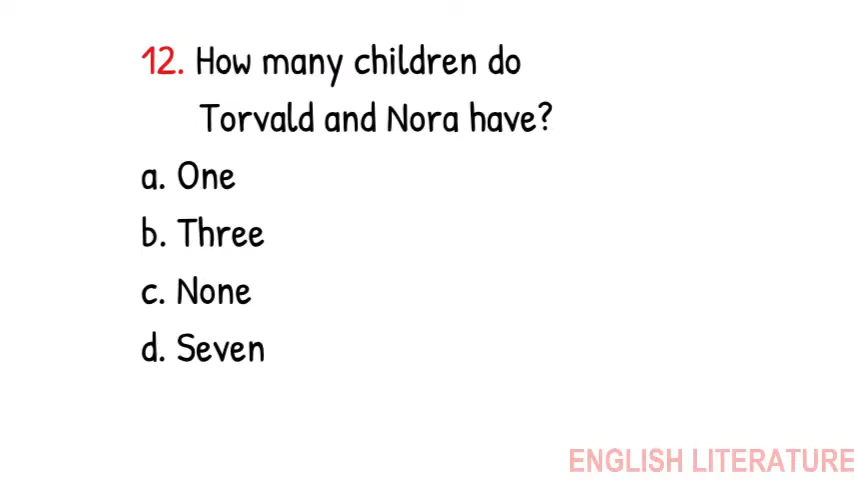 12. How many children do
Torvald and Nora have?
a. One
b. Three
c. None
d. Seven
ENGLISH LITERATURE